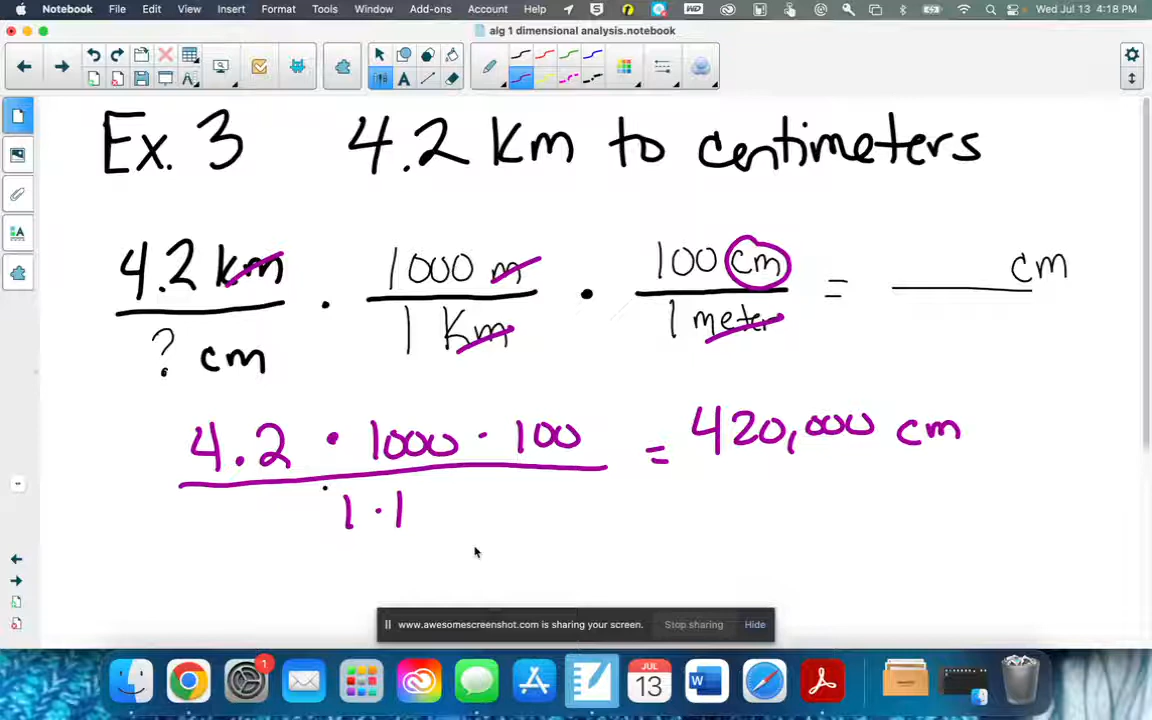 Notebook File Edit View Insert Format Tools Window Add-ons Account Help Wed Jul 13 4:18 PM
alg 1 dimensional analysis.notebook
Ex. 3 4.2 Km to centimeters
4.2 km · 1000 m · 100 cm = cm
? cm 1 Km 1 meter
4.2 · 1000 · 100 = 420,000 cm
1 · 1
www.awesomescreenshot.com is sharing your screen. Stop sharing Hide
1
JUL
13